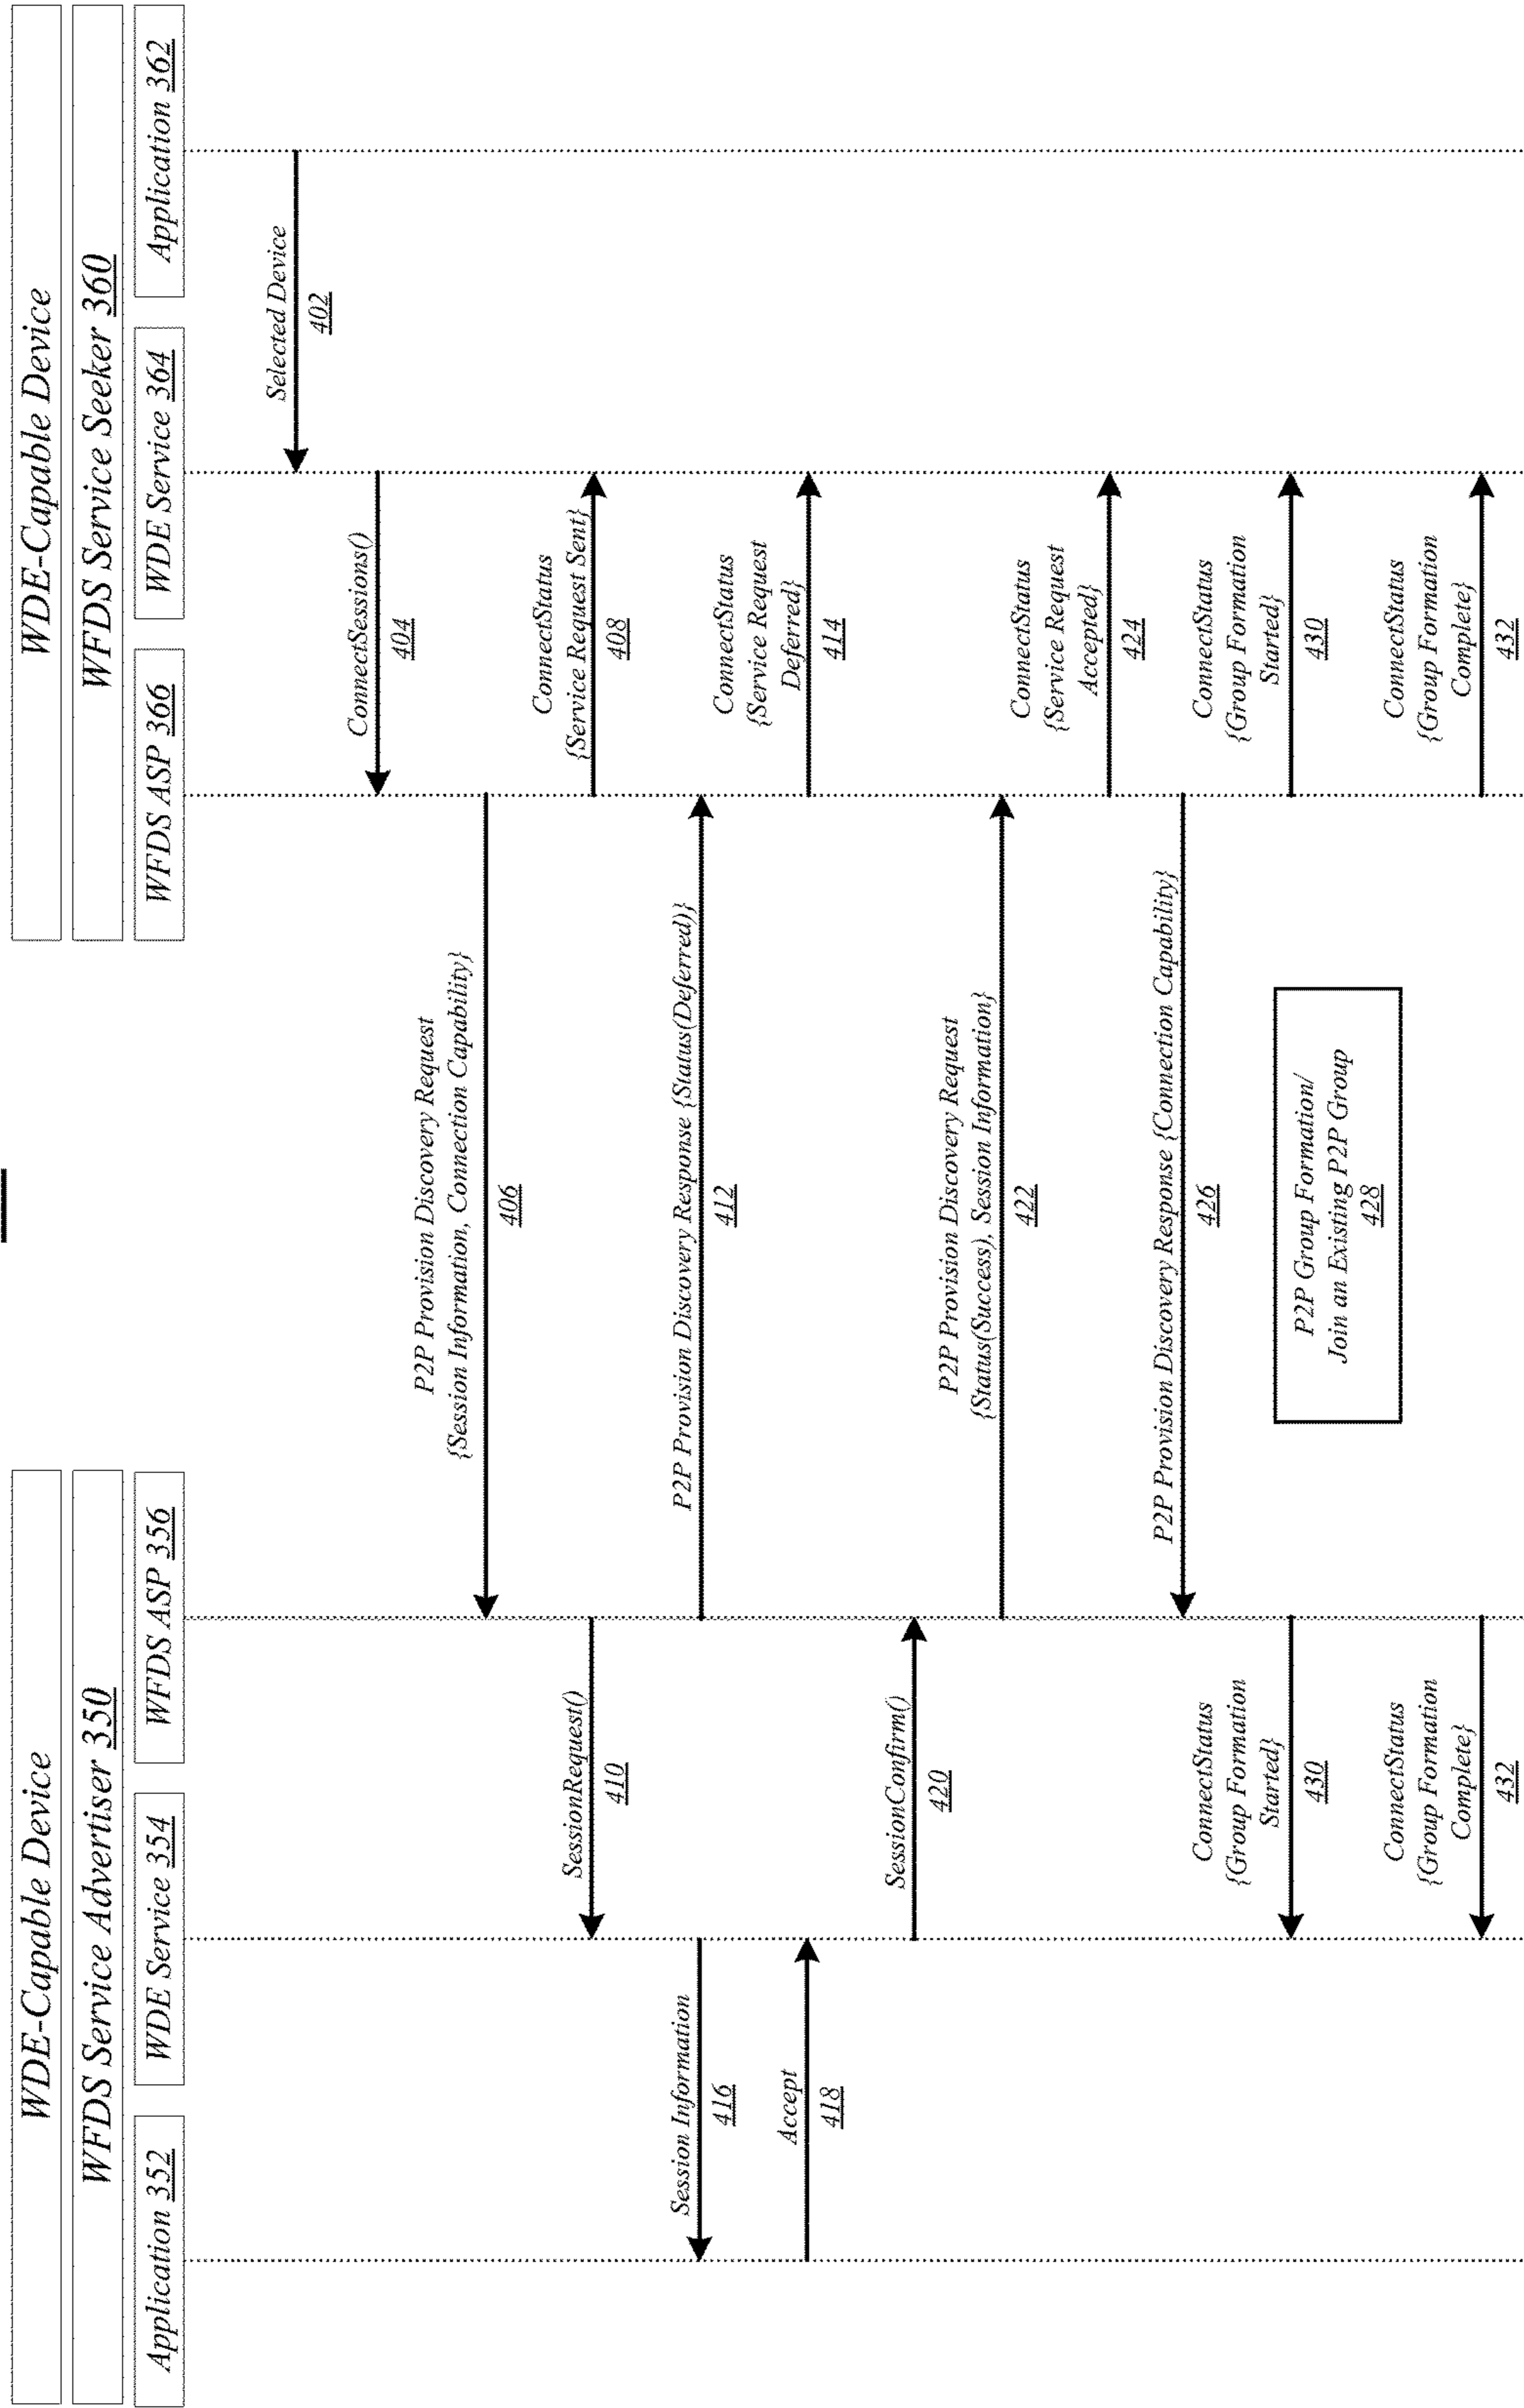 WDE-Capable Device
WFDS Service Advertiser 350
Application 352
WDE Service 354
WFDS ASP 356
WDE-Capable Device
WFDS Service Seeker 360
WFDS ASP 366
WDE Service 364
Application 362
Selected Device
402
ConnectSessions()
404
P2P Provision Discovery Request
{Session Information, Connection Capability}
406
ConnectStatus
{Service Request Sent}
408
SessionRequest()
410
P2P Provision Discovery Response {Status(Deferred)}
412
ConnectStatus
{Service Request
Deferred}
414
Session Information
416
Accept
418
SessionConfirm()
420
P2P Provision Discovery Request
{Status(Success), Session Information}
422
ConnectStatus
{Service Request
Accepted}
424
P2P Provision Discovery Response {Connection Capability}
426
P2P Group Formation/
Join an Existing P2P Group
428
ConnectStatus
{Group Formation
Started}
430
ConnectStatus
{Group Formation
Started}
430
ConnectStatus
{Group Formation
Complete}
432
ConnectStatus
{Group Formation
Complete}
432